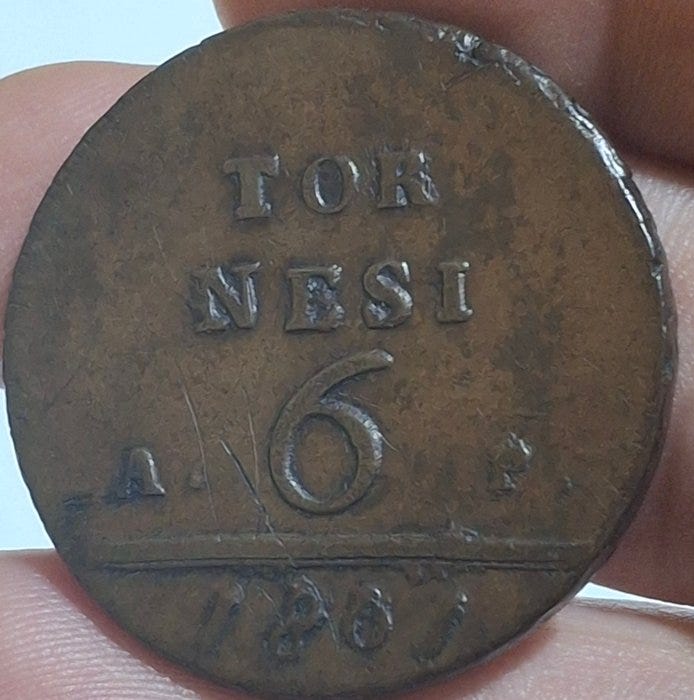 TOR
NESI
6
A. P.
1801